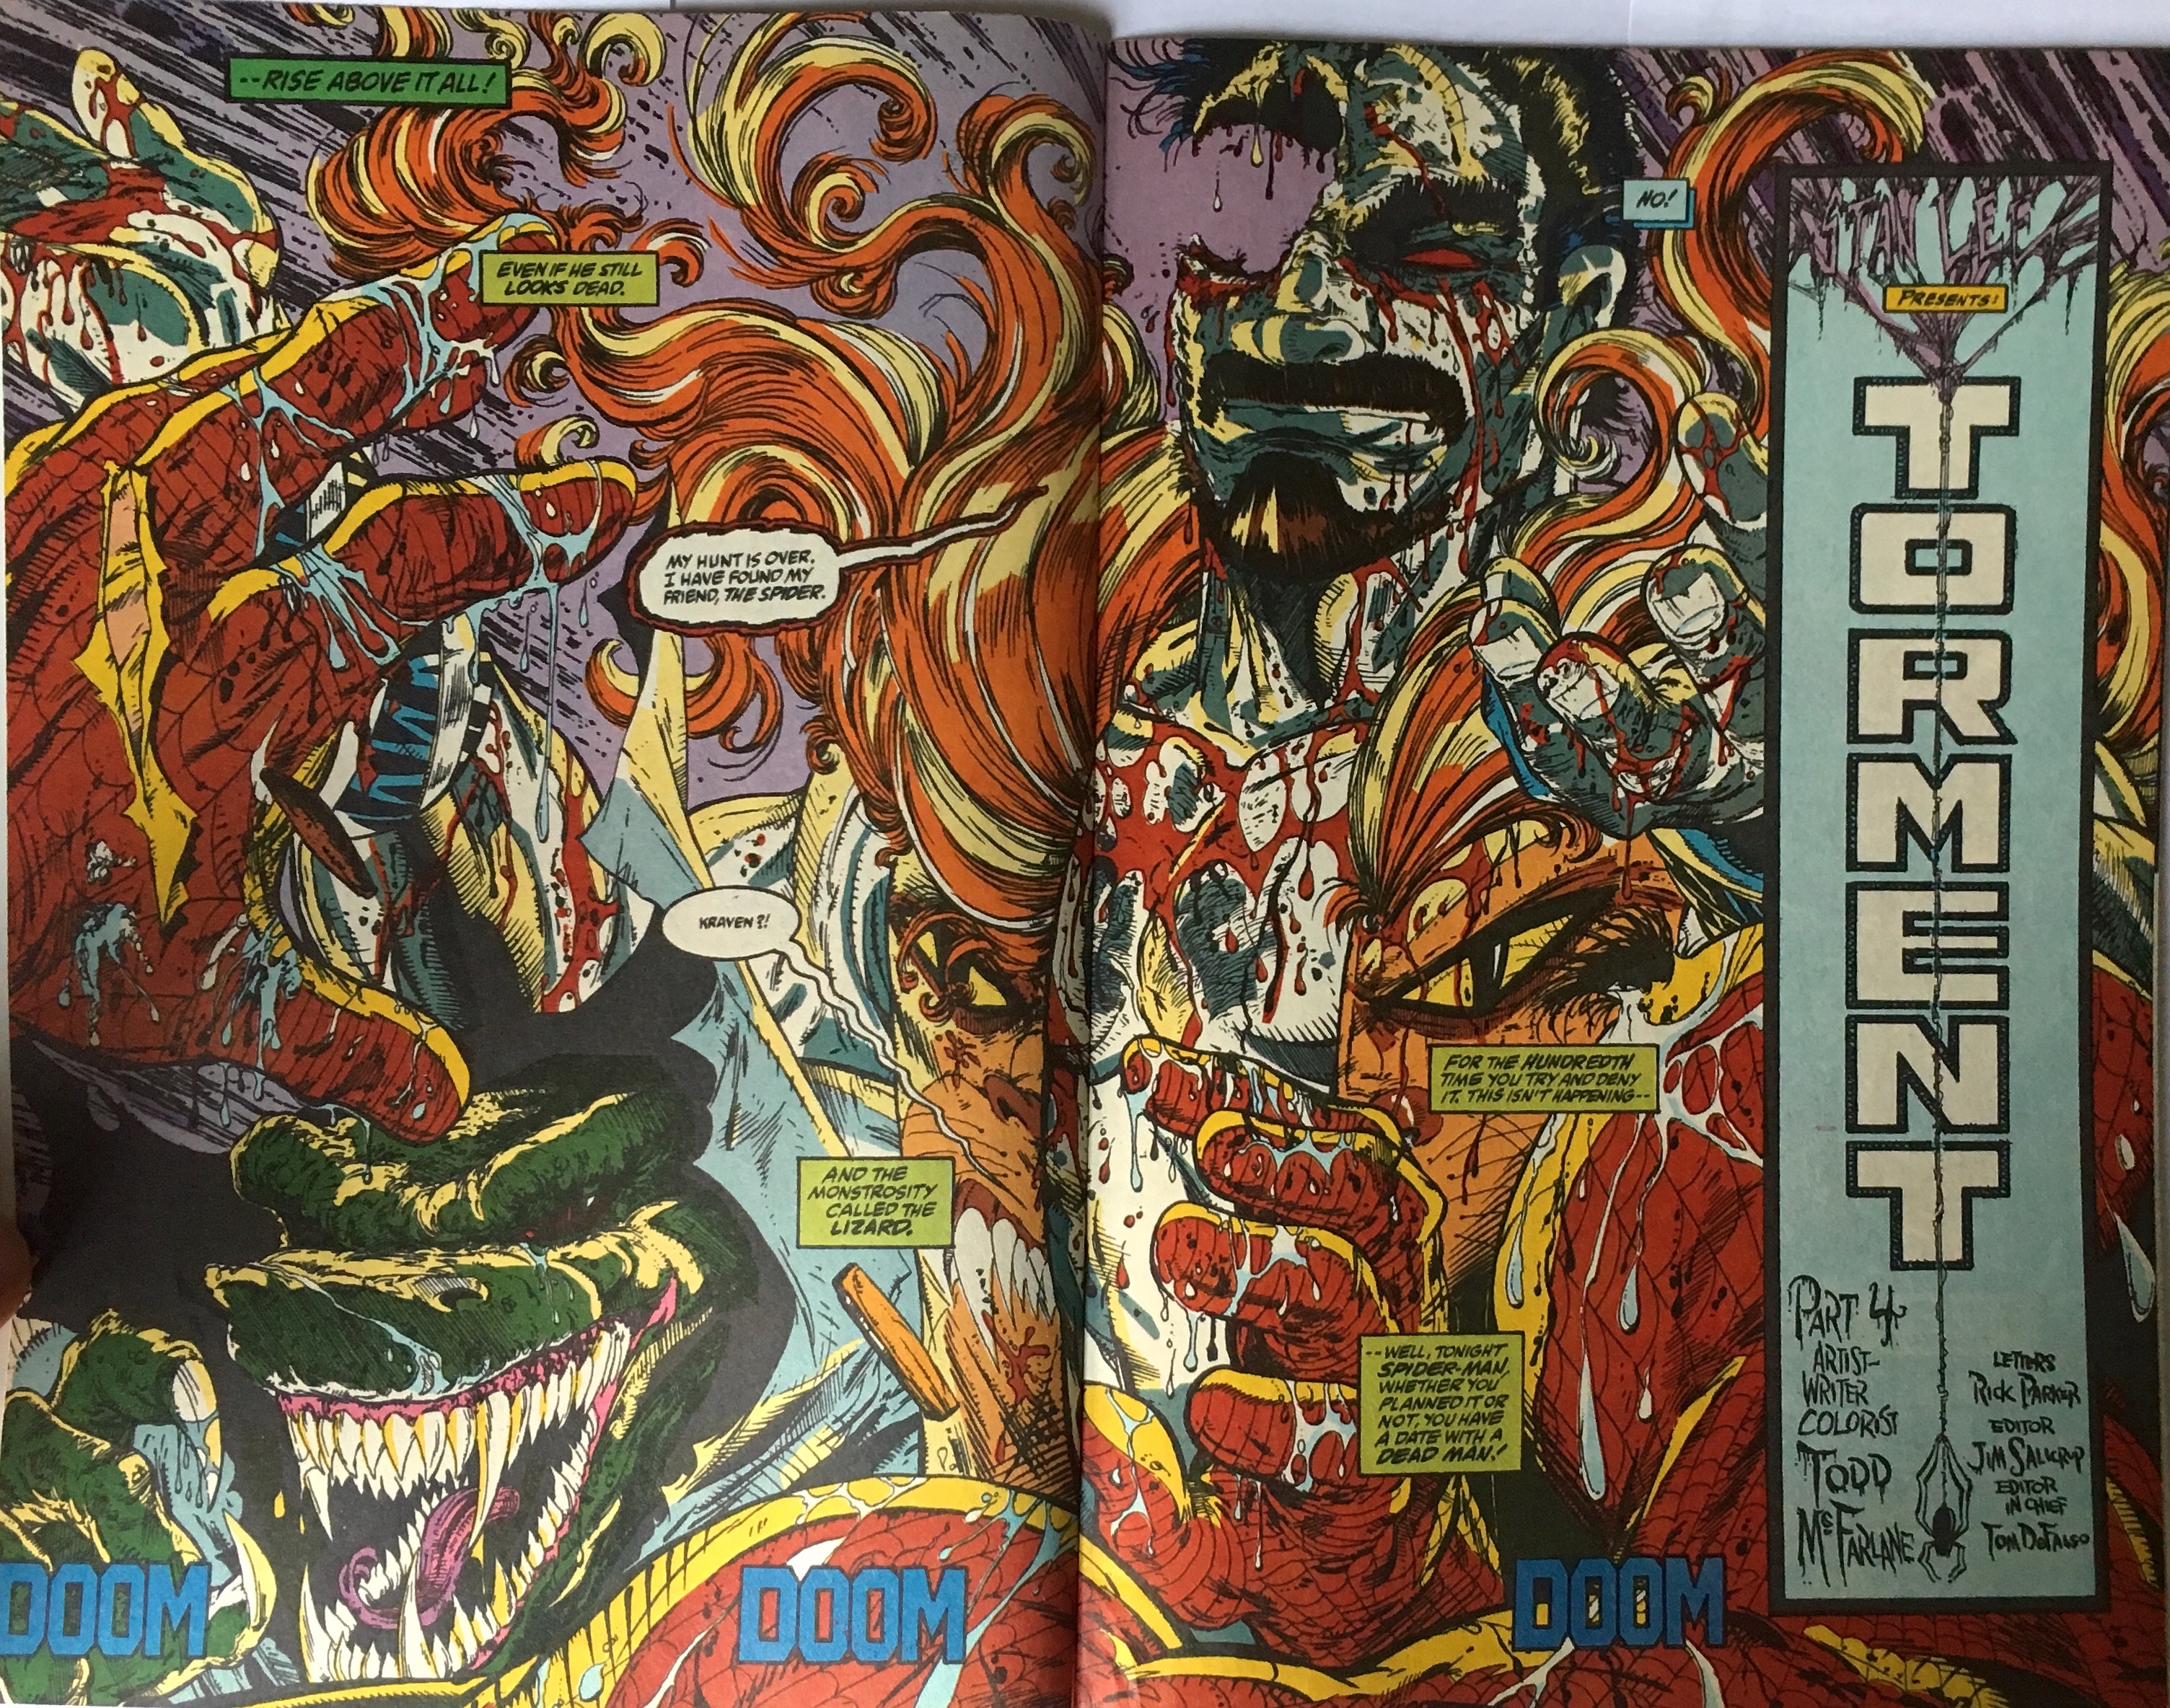 --RISE ABOVE IT ALL!
EVEN IF HE STILL
LOOKS DEAD.
MY HUNT IS OVER.
I HAVE FOUND MY
FRIEND, THE SPIDER.
KRAVEN?!
AND THE
MONSTROSITY
CALLED THE
LIZARD.
DOOM
DOOM
NO!
FOR THE HUNDREDTH
TIME YOU TRY AND DENY
IT. THIS ISN'T HAPPENING--
--WELL, TONIGHT
SPIDER-MAN,
WHETHER YOU
PLANNED IT OR
NOT, YOU HAVE
A DATE WITH A
DEAD MAN!
DOOM
STAN LEE
PRESENTS:
TORMENT
PART 4
ARTIST-
WRITER
COLORIST
TODD
McFARLANE
LETTERS
RICK PARKER
EDITOR
JIM SALICRUP
EDITOR
IN CHIEF
TOM DEFALCO